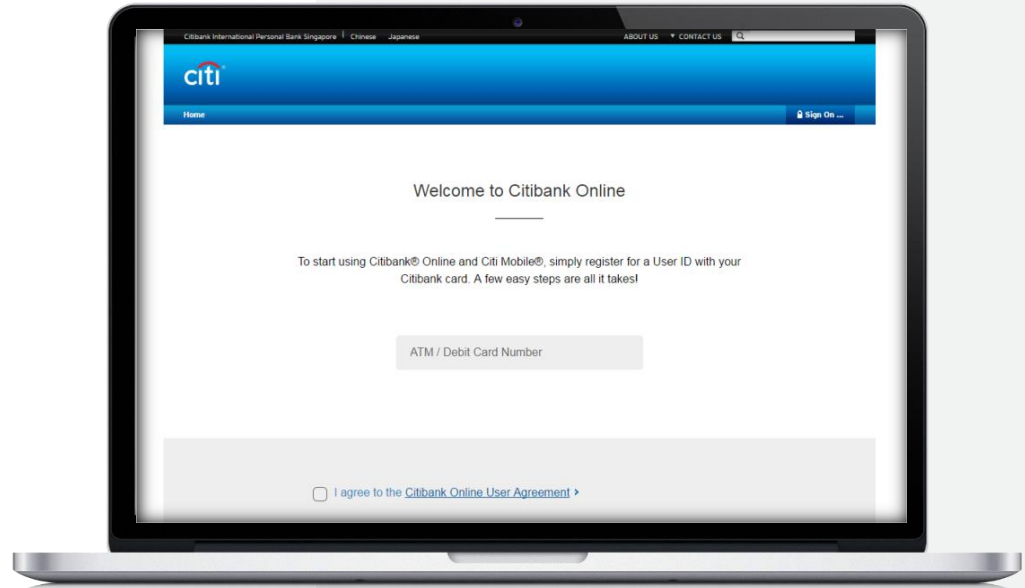 Citibank International Personal Bank Singapore Chinese Japanese ABOUT US ▼ CONTACT US
citi
Home Sign On ...
Welcome to Citibank Online
To start using Citibank® Online and Citi Mobile®, simply register for a User ID with your
Citibank card. A few easy steps are all it takes!
ATM / Debit Card Number
I agree to the Citibank Online User Agreement >